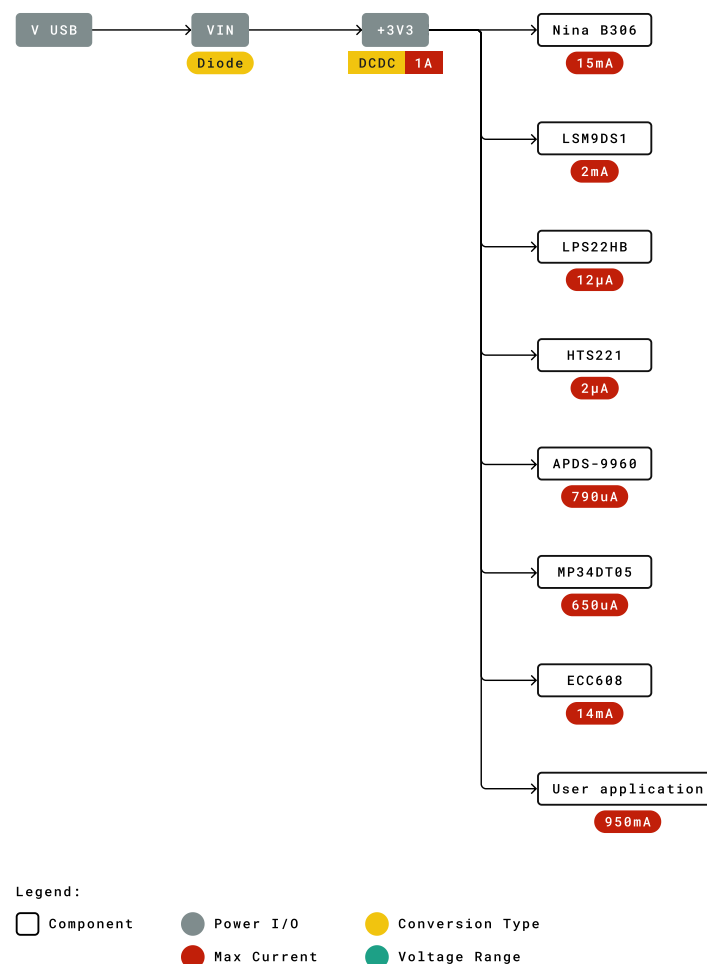 V USB
VIN
+3V3
Nina B306
Diode
DCDC 1A
15mA
LSM9DS1
2mA
LPS22HB
12µA
HTS221
2µA
APDS-9960
790uA
MP34DT05
650uA
ECC608
14mA
User application
950mA
Legend:
Component
Power I/O
Conversion Type
Max Current
Voltage Range